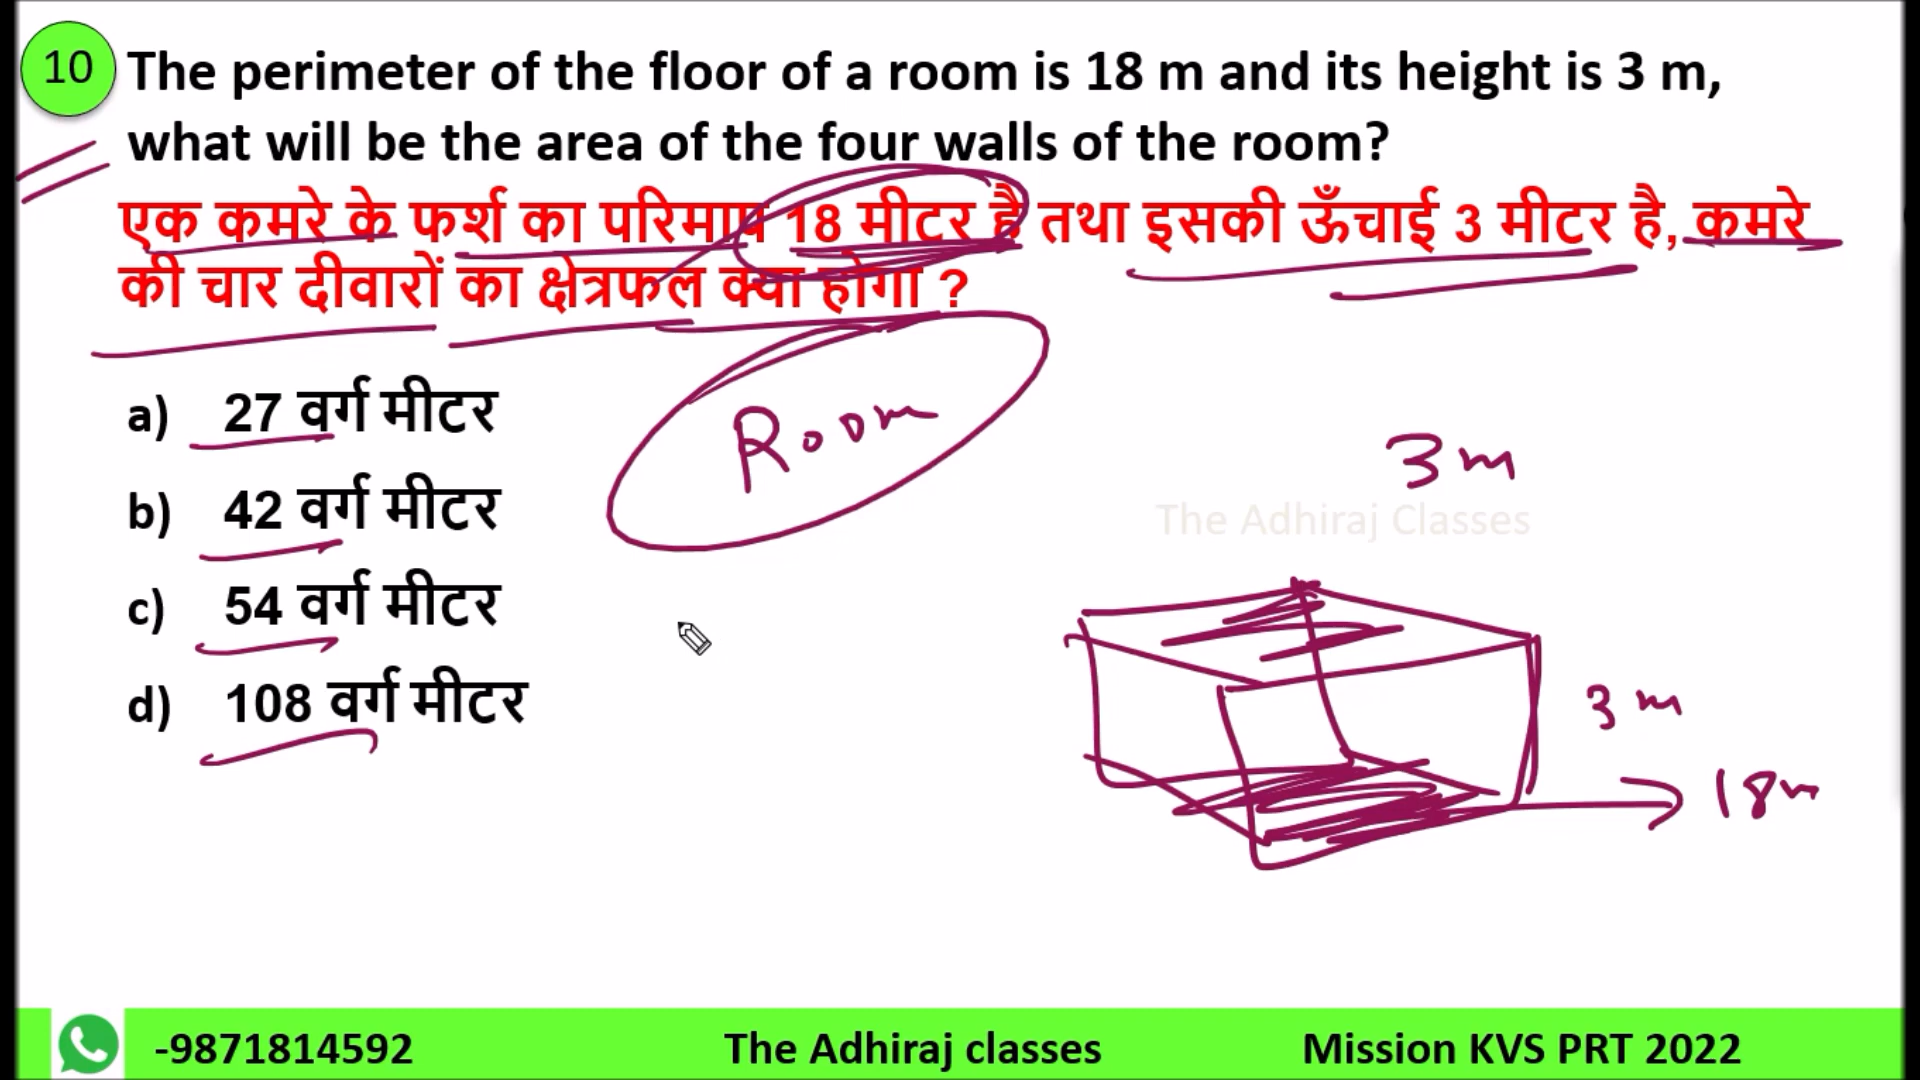 10
The perimeter of the floor of a room is 18 m and its height is 3 m,
what will be the area of the four walls of the room?
एक कमरे के फर्श का परिमाप 18 मीटर है तथा इसकी ऊँचाई 3 मीटर है, कमरे
की चार दीवारों का क्षेत्रफल क्या होगा ?
a) 27 वर्ग मीटर
Room
3 m
b) 42 वर्ग मीटर
The Adhiraj Classes
c) 54 वर्ग मीटर
d) 108 वर्ग मीटर
3 m
18m
-9871814592 The Adhiraj classes Mission KVS PRT 2022